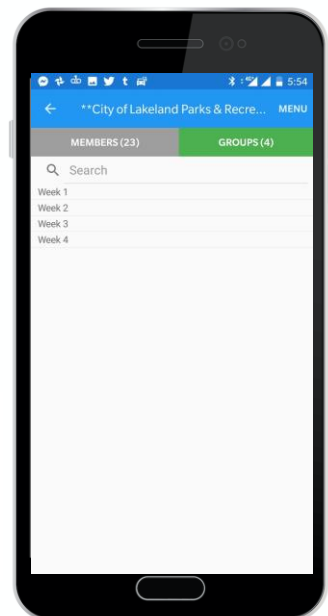 5:54
**City of Lakeland Parks & Recre... MENU
MEMBERS (23) GROUPS (4)
Search
Week 1
Week 2
Week 3
Week 4